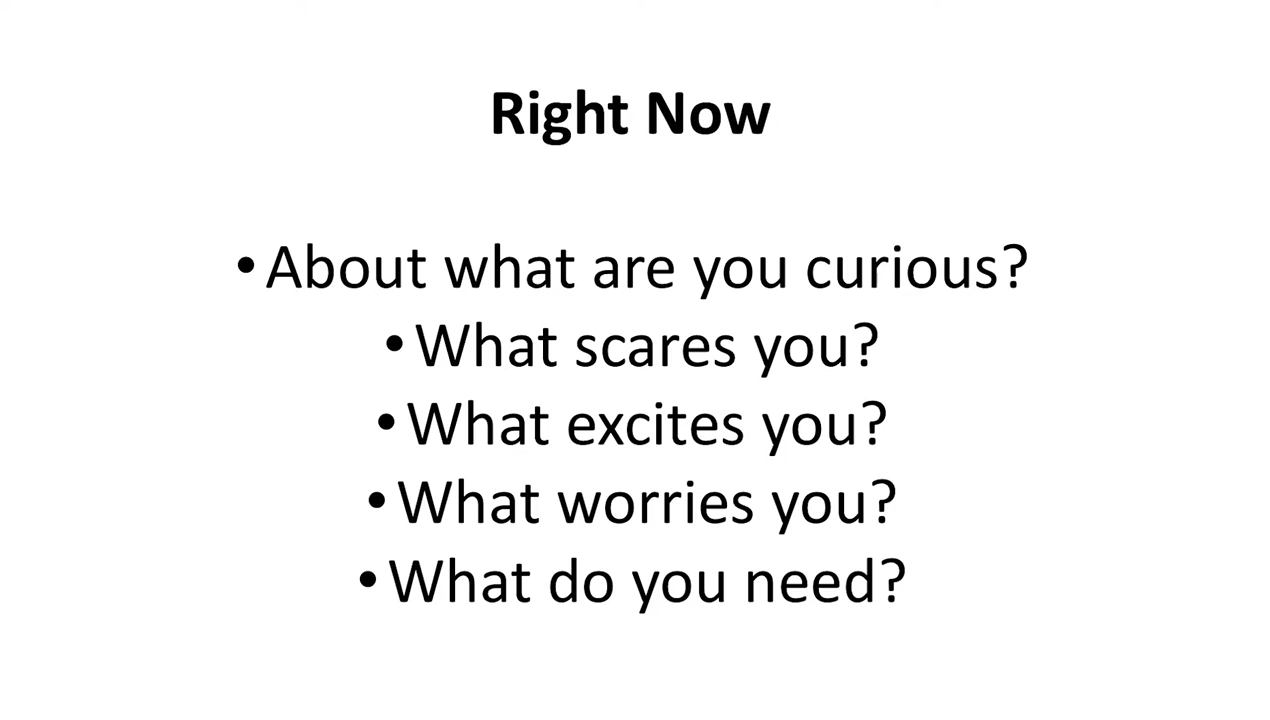 Right Now
• About what are you curious?
• What scares you?
• What excites you?
• What worries you?
• What do you need?